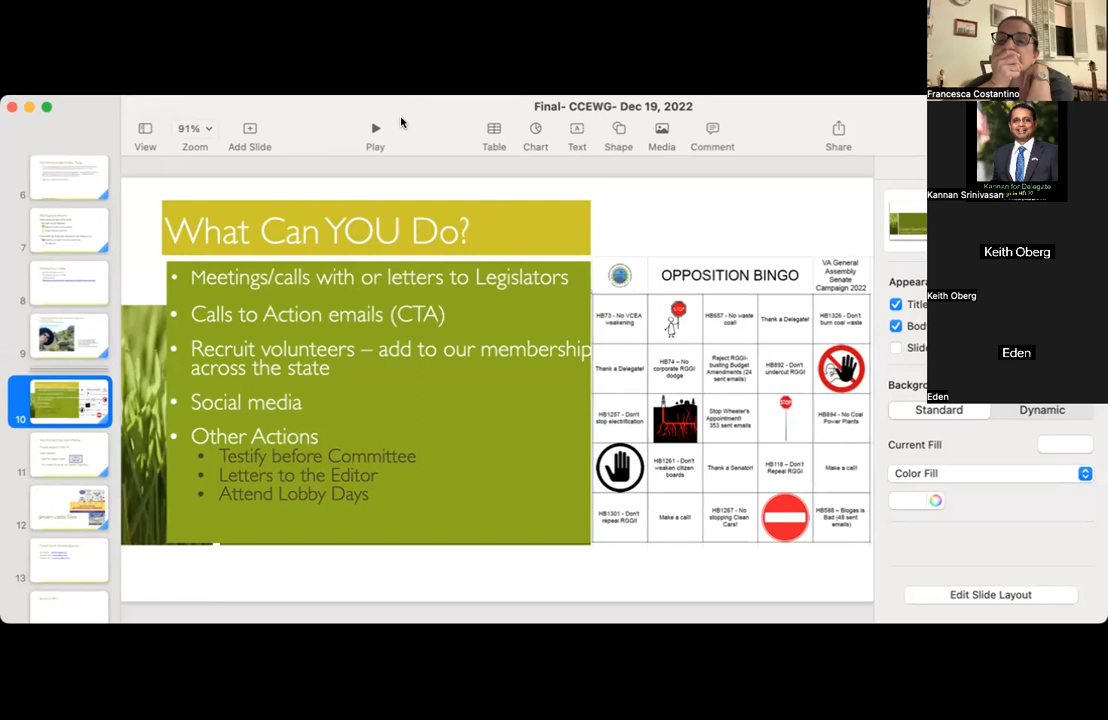 Final- CCEWG- Dec 19, 2022
91%
View
Zoom
Add Slide
Play
Table
Chart
Text
Shape
Media
Comment
Share
6
7
8
9
10
11
12
13
What Can YOU Do?
• Meetings/calls with or letters to Legislators
• Calls to Action emails (CTA)
• Recruit volunteers – add to our membership
across the state
• Social media
• Other Actions
• Testify before Committee
• Letters to the Editor
• Attend Lobby Days
OPPOSITION BINGO
VA General
Assembly
Senate
Campaign 2022
HB73 - No VCEA
weakening
STOP
HB657 - No waste
coal!
Thank a Delegate!
HB1326 - Don't
burn coal waste
Thank a Delegate!
HB74 – No
corporate RGGI
dodge
Reject RGGI-
busting Budget
Amendments (24
sent emails)
HB892 - Don't
undercut RGGI
HB1257 - Don't
stop electrification
Stop Wheeler's
Appointment!
353 sent emails
STOP
HB894 - No Coal
Power Plants
HB1261 - Don't
weaken citizen
boards
Thank a Senator!
HB118 – Don't
Repeal RGGI
Make a call!
HB1301 - Don't
repeal RGGI!
Make a call!
HB1267 - No
stopping Clean
Cars!
HB588 – Biogas is
Bad (48 sent
emails)
Francesca Costantino
Kannan for Delegate
Kannan Srinivasan
Keith Oberg
Keith Oberg
Eden
Eden
Appeara
Title
Bod
Slide
Backgro
Standard
Dynamic
Current Fill
Color Fill
Edit Slide Layout